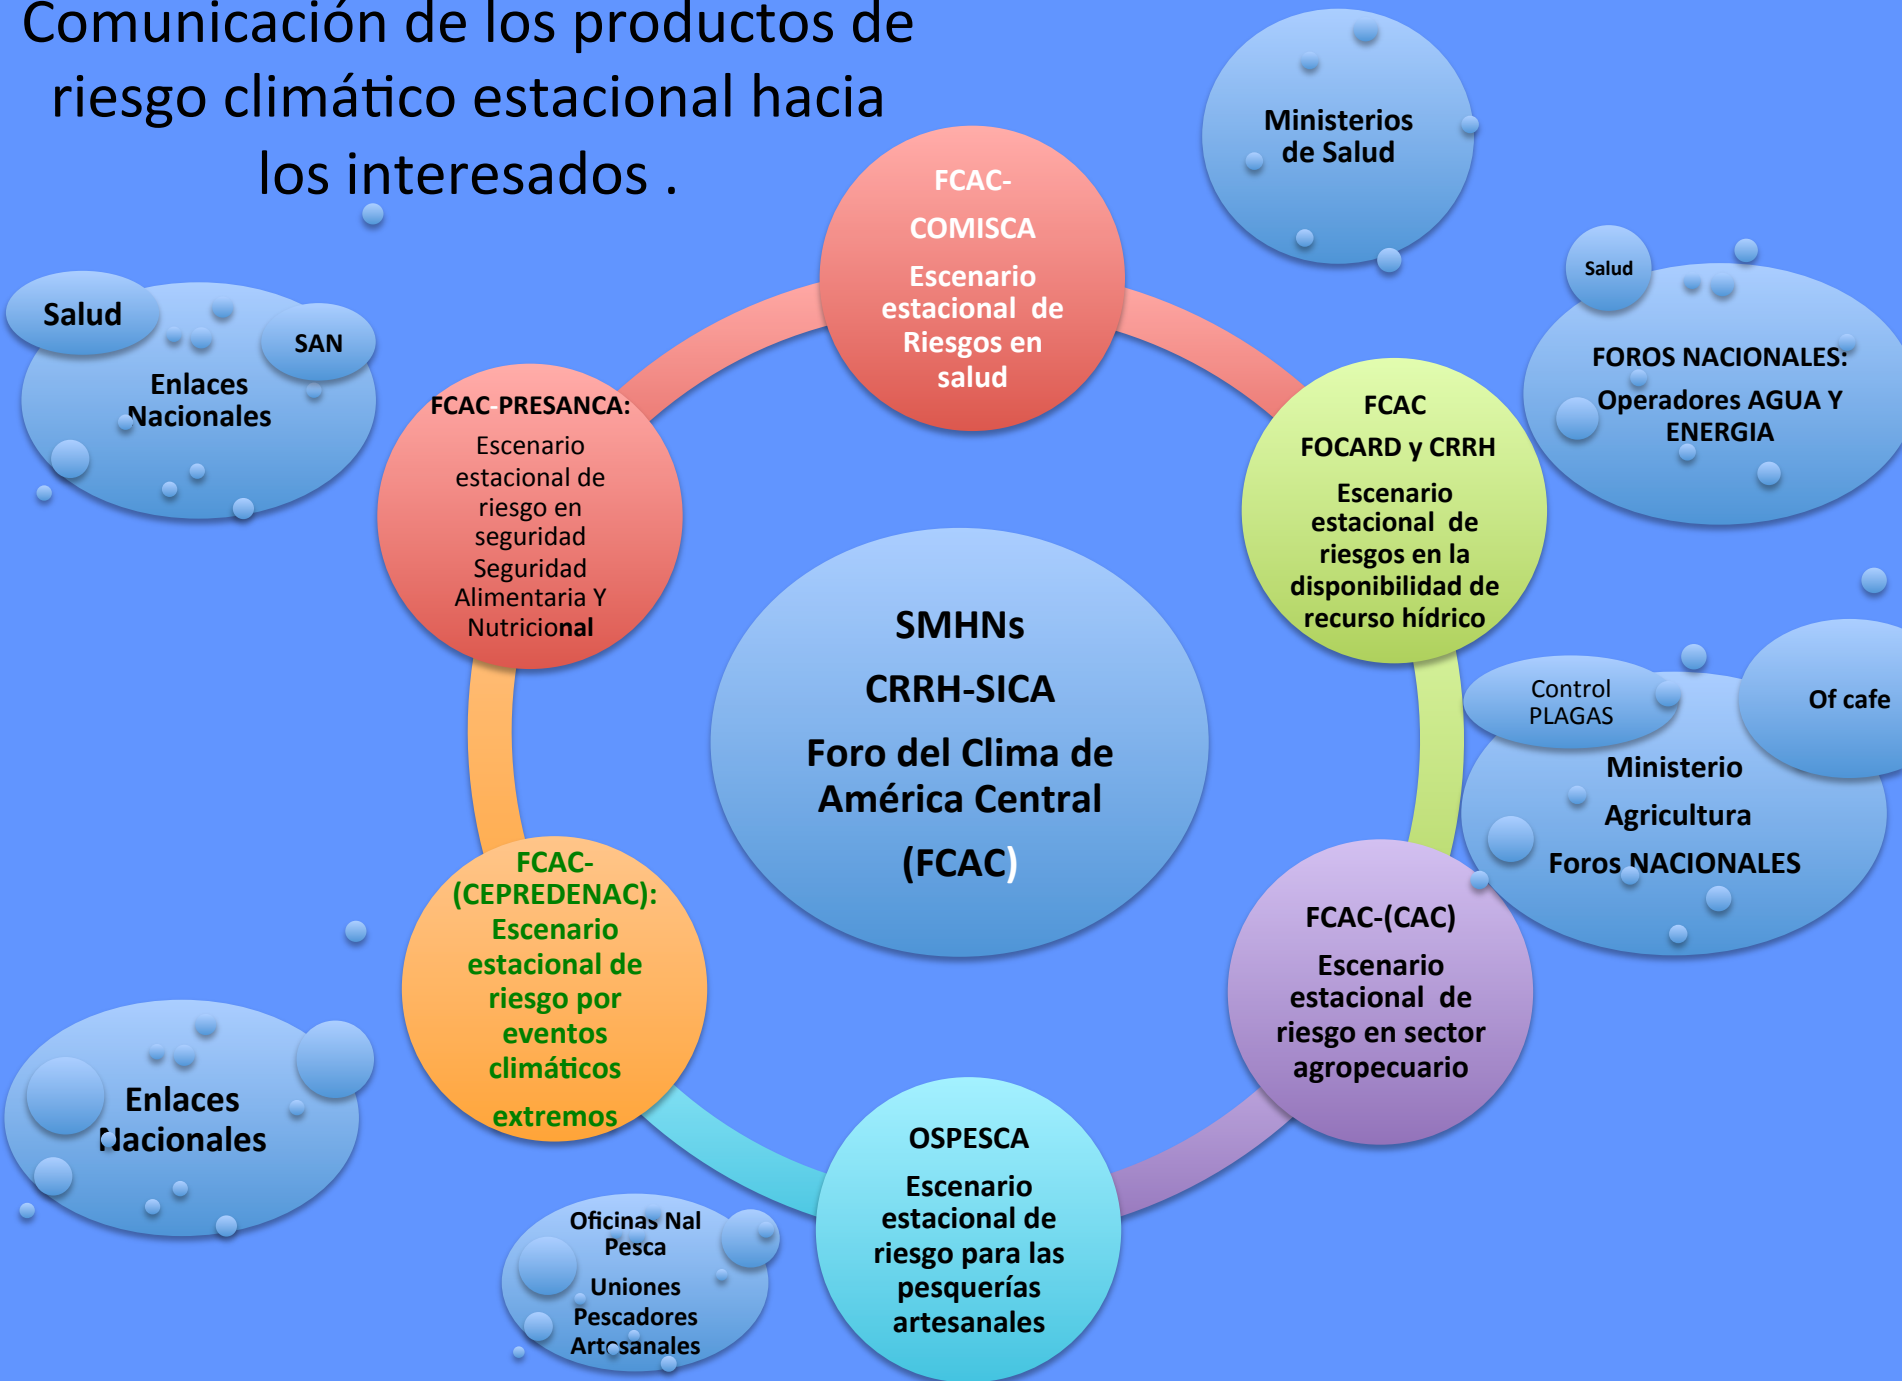 Comunicación de los productos de
riesgo climático estacional hacia
los interesados .
FCAC-
COMISCA
Escenario
estacional de
Riesgos en
salud
Ministerios
de Salud
FCAC
FOCARD y CRRH
Escenario
estacional de
riesgos en la
disponibilidad de
recurso hídrico
Salud
FOROS NACIONALES:
Operadores AGUA Y
ENERGIA
FCAC-(CAC)
Escenario
estacional de
riesgo en sector
agropecuario
Control
PLAGAS
Of cafe
Ministerio
Agricultura
Foros NACIONALES
OSPESCA
Escenario
estacional de
riesgo para las
pesquerías
artesanales
Oficinas Nal
Pesca
Uniones
Pescadores
Artesanales
FCAC-
(CEPREDENAC):
Escenario
estacional de
riesgo por
eventos
climáticos
extremos
Enlaces
Nacionales
FCAC-PRESANCA:
Escenario
estacional de
riesgo en
seguridad
Seguridad
Alimentaria Y
Nutricional
Salud
SAN
Enlaces
Nacionales
SMHNs
CRRH-SICA
Foro del Clima de
América Central
(FCAC)